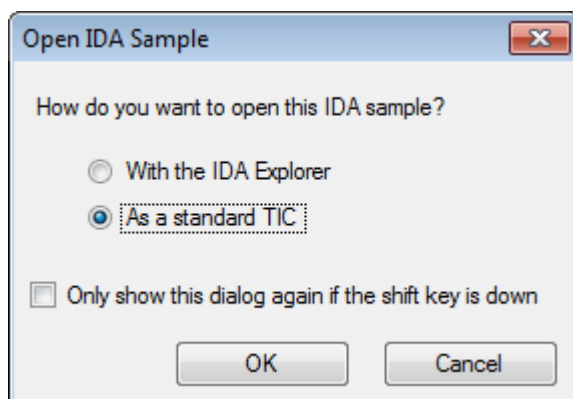 Open IDA Sample
How do you want to open this IDA sample?
With the IDA Explorer
As a standard TIC
Only show this dialog again if the shift key is down
OK Cancel